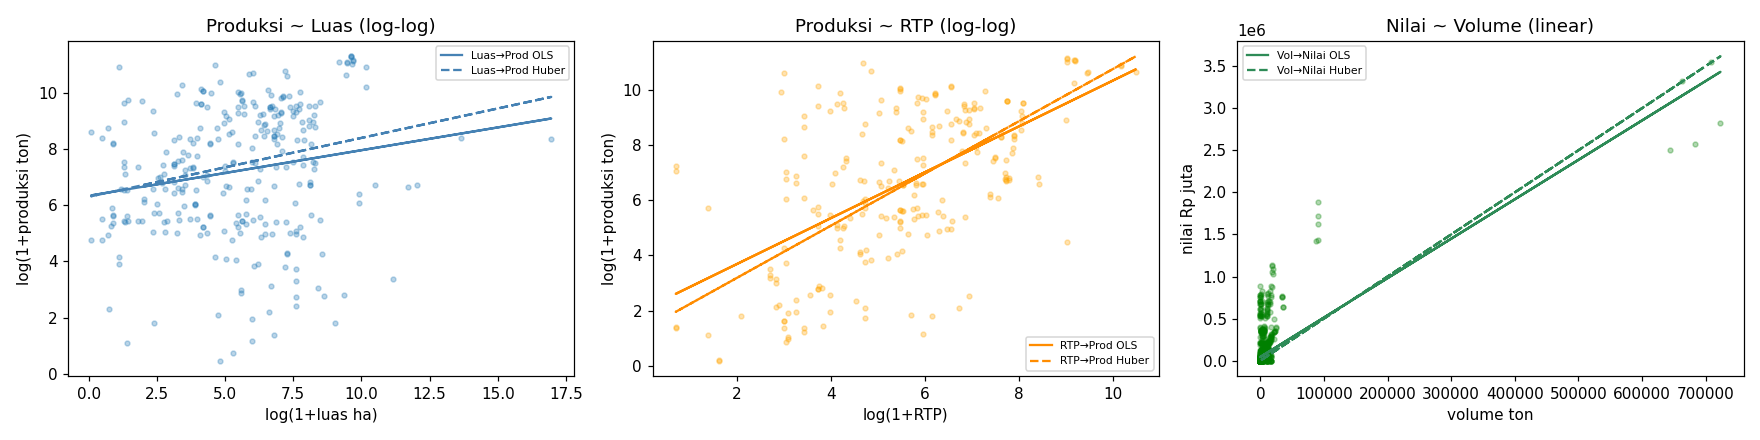 Produksi ~ Luas (log-log)
Luas→Prod OLS
Luas→Prod Huber
log(1+produksi ton)
10
8
6
4
2
0
0.0 2.5 5.0 7.5 10.0 12.5 15.0 17.5
log(1+luas ha)
Produksi ~ RTP (log-log)
log(1+produksi ton)
10
8
6
4
2
0
RTP→Prod OLS
RTP→Prod Huber
2 4 6 8 10
log(1+RTP)
Nilai ~ Volume (linear)
1e6
Vol→Nilai OLS
Vol→Nilai Huber
nilai Rp juta
3.5
3.0
2.5
2.0
1.5
1.0
0.5
0.0
0 100000 200000 300000 400000 500000 600000 700000
volume ton